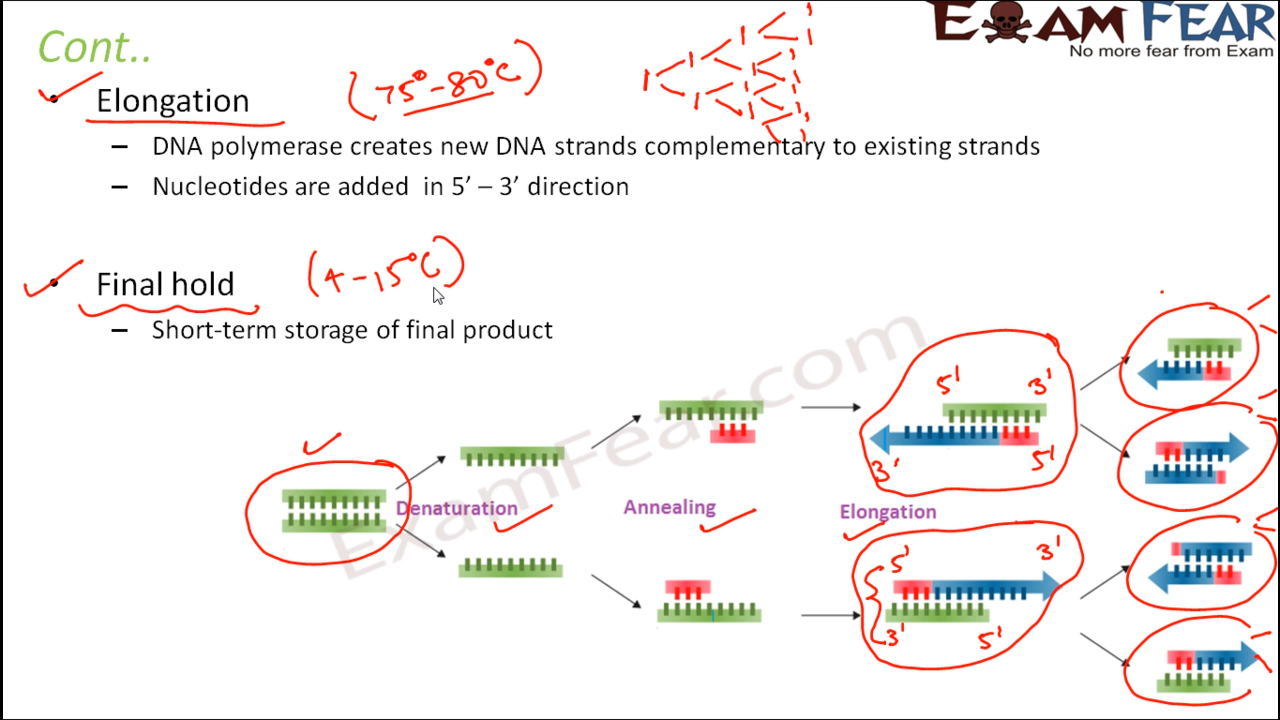 Cont..
EXAM FEAR
No more fear from Exam
• Elongation (75° - 80°C)
– DNA polymerase creates new DNA strands complementary to existing strands
– Nucleotides are added in 5’ – 3’ direction
• Final hold (4 - 15°C)
– Short-term storage of final product
ExamFear.com
5' 3'
3' 5'
Denaturation Annealing Elongation
5' 3'
3' 5'